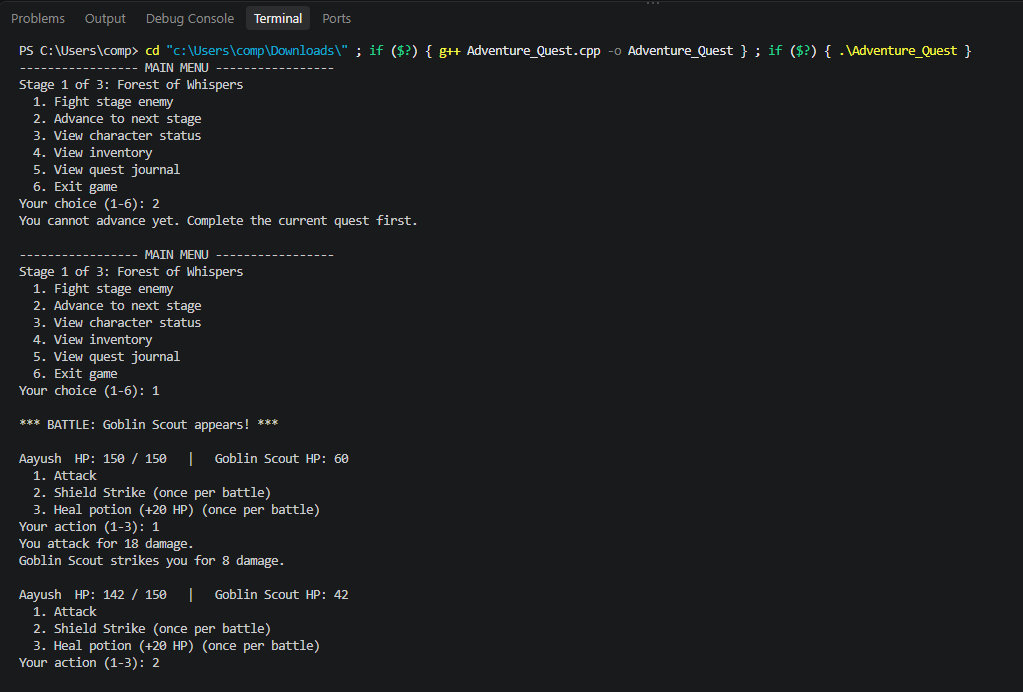 Problems Output Debug Console Terminal Ports
PS C:\Users\comp> cd "c:\Users\comp\Downloads\" ; if ($?) { g++ Adventure_Quest.cpp -o Adventure_Quest } ; if ($?) { .\Adventure_Quest }
----------------- MAIN MENU -----------------
Stage 1 of 3: Forest of Whispers
  1. Fight stage enemy
  2. Advance to next stage
  3. View character status
  4. View inventory
  5. View quest journal
  6. Exit game
Your choice (1-6): 2
You cannot advance yet. Complete the current quest first.

----------------- MAIN MENU -----------------
Stage 1 of 3: Forest of Whispers
  1. Fight stage enemy
  2. Advance to next stage
  3. View character status
  4. View inventory
  5. View quest journal
  6. Exit game
Your choice (1-6): 1

*** BATTLE: Goblin Scout appears! ***

Aayush  HP: 150 / 150   |   Goblin Scout HP: 60
  1. Attack
  2. Shield Strike (once per battle)
  3. Heal potion (+20 HP) (once per battle)
Your action (1-3): 1
You attack for 18 damage.
Goblin Scout strikes you for 8 damage.

Aayush  HP: 142 / 150   |   Goblin Scout HP: 42
  1. Attack
  2. Shield Strike (once per battle)
  3. Heal potion (+20 HP) (once per battle)
Your action (1-3): 2